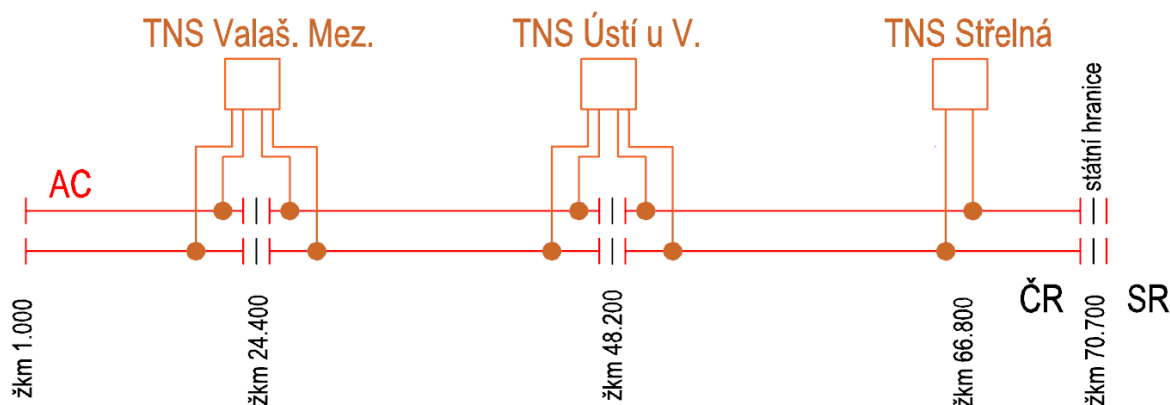 TNS Valaš. Mez.
TNS Ústí u V.
TNS Střelná
státní hranice
AC
ČR
SR
žkm 1.000
žkm 24.400
žkm 48.200
žkm 66.800
žkm 70.700